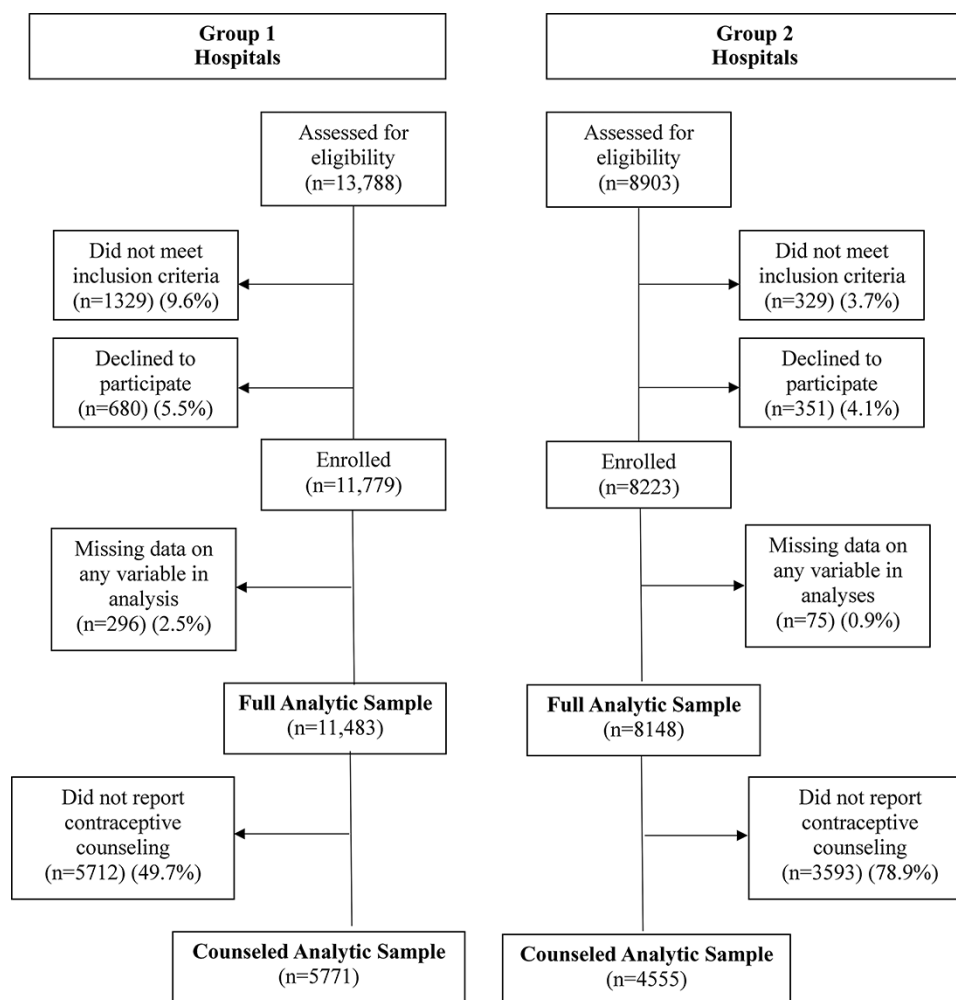 Group 1
Hospitals
Group 2
Hospitals
Assessed for
eligibility
(n=13,788)
Assessed for
eligibility
(n=8903)
Did not meet
inclusion criteria
(n=1329) (9.6%)
Did not meet
inclusion criteria
(n=329) (3.7%)
Declined to
participate
(n=680) (5.5%)
Declined to
participate
(n=351) (4.1%)
Enrolled
(n=11,779)
Enrolled
(n=8223)
Missing data on
any variable in
analysis
(n=296) (2.5%)
Missing data on
any variable in
analyses
(n=75) (0.9%)
Full Analytic Sample
(n=11,483)
Full Analytic Sample
(n=8148)
Did not report
contraceptive
counseling
(n=5712) (49.7%)
Did not report
contraceptive
counseling
(n=3593) (78.9%)
Counseled Analytic Sample
(n=5771)
Counseled Analytic Sample
(n=4555)